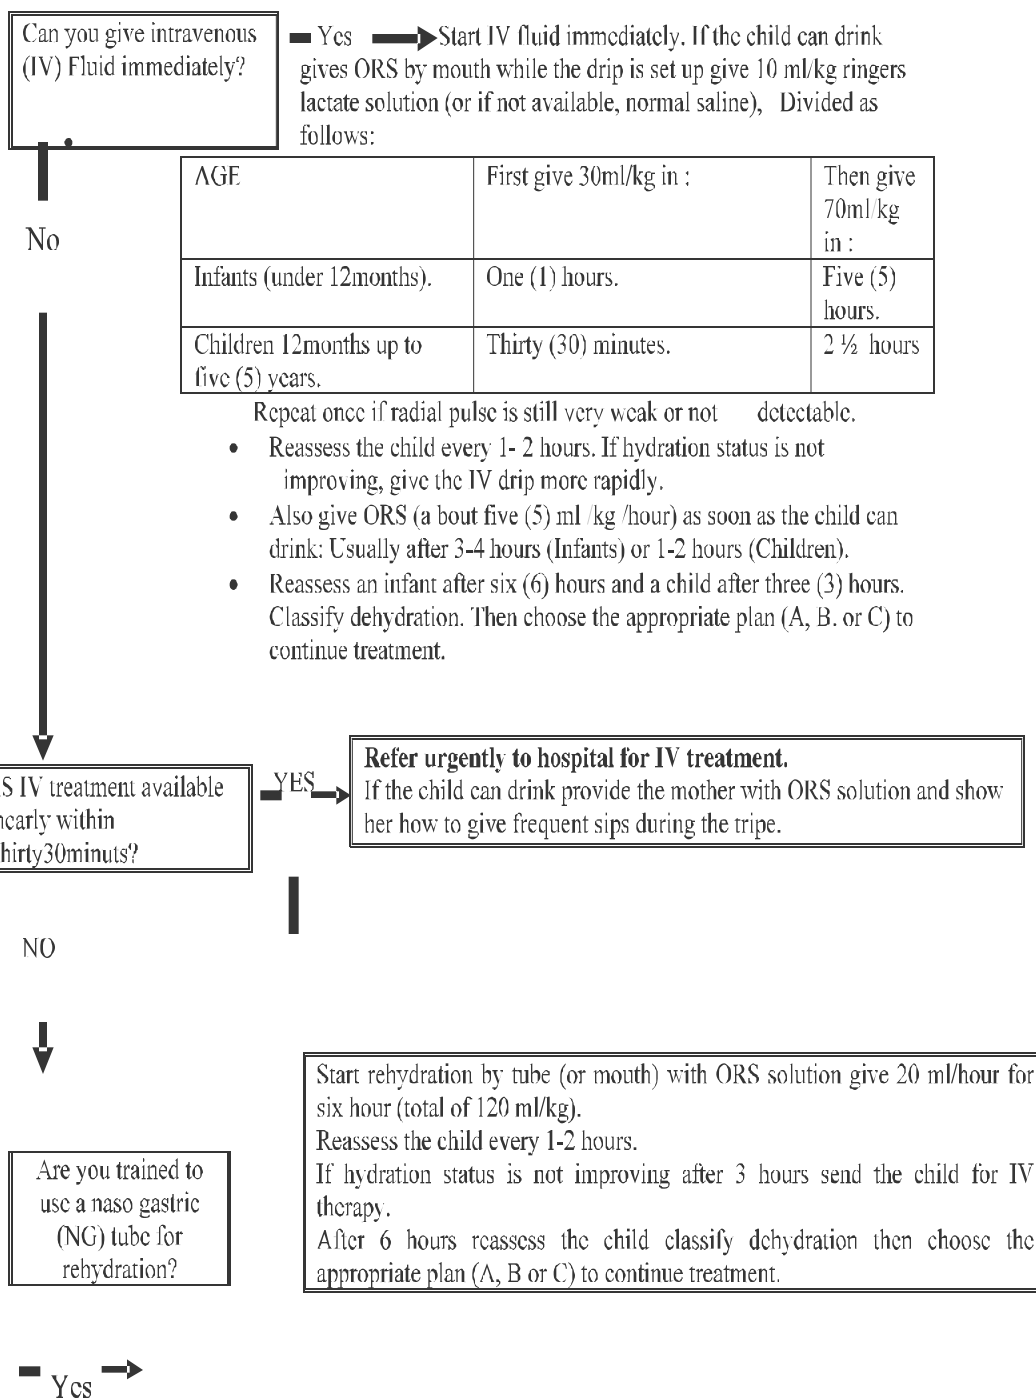 Can you give intravenous
(IV) Fluid immediately?
Yes Start IV fluid immediately. If the child can drink
gives ORS by mouth while the drip is set up give 10 ml/kg ringers
lactate solution (or if not available, normal saline), Divided as
follows:
No
AGE First give 30ml/kg in : Then give
70ml/kg
in :
Infants (under 12months). One (1) hours. Five (5)
hours.
Children 12months up to Thirty (30) minutes. 2 ½ hours
five (5) years.
Repeat once if radial pulse is still very weak or not detectable.
• Reassess the child every 1- 2 hours. If hydration status is not
improving, give the IV drip more rapidly.
• Also give ORS (a bout five (5) ml /kg /hour) as soon as the child can
drink: Usually after 3-4 hours (Infants) or 1-2 hours (Children).
• Reassess an infant after six (6) hours and a child after three (3) hours.
Classify dehydration. Then choose the appropriate plan (A, B. or C) to
continue treatment.
S IV treatment available
nearly within
hirty30minuts?
YES
Refer urgently to hospital for IV treatment.
If the child can drink provide the mother with ORS solution and show
her how to give frequent sips during the tripe.
NO
Start rehydration by tube (or mouth) with ORS solution give 20 ml/hour for
six hour (total of 120 ml/kg).
Reassess the child every 1-2 hours.
If hydration status is not improving after 3 hours send the child for IV
therapy.
After 6 hours reassess the child classify dehydration then choose the
appropriate plan (A, B or C) to continue treatment.
Are you trained to
use a naso gastric
(NG) tube for
rehydration?
Yes